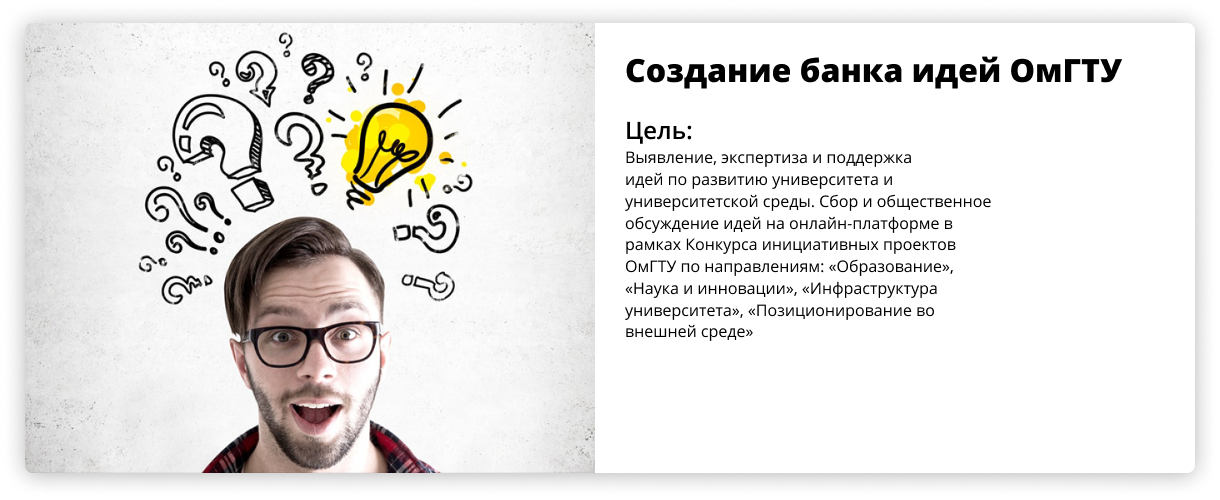 Создание банка идей ОмГТУ
Цель:
Выявление, экспертиза и поддержка
идей по развитию университета и
университетской среды. Сбор и общественное
обсуждение идей на онлайн-платформе в
рамках Конкурса инициативных проектов
ОмГТУ по направлениям: «Образование»,
«Наука и инновации», «Инфраструктура
университета», «Позиционирование во
внешней среде»